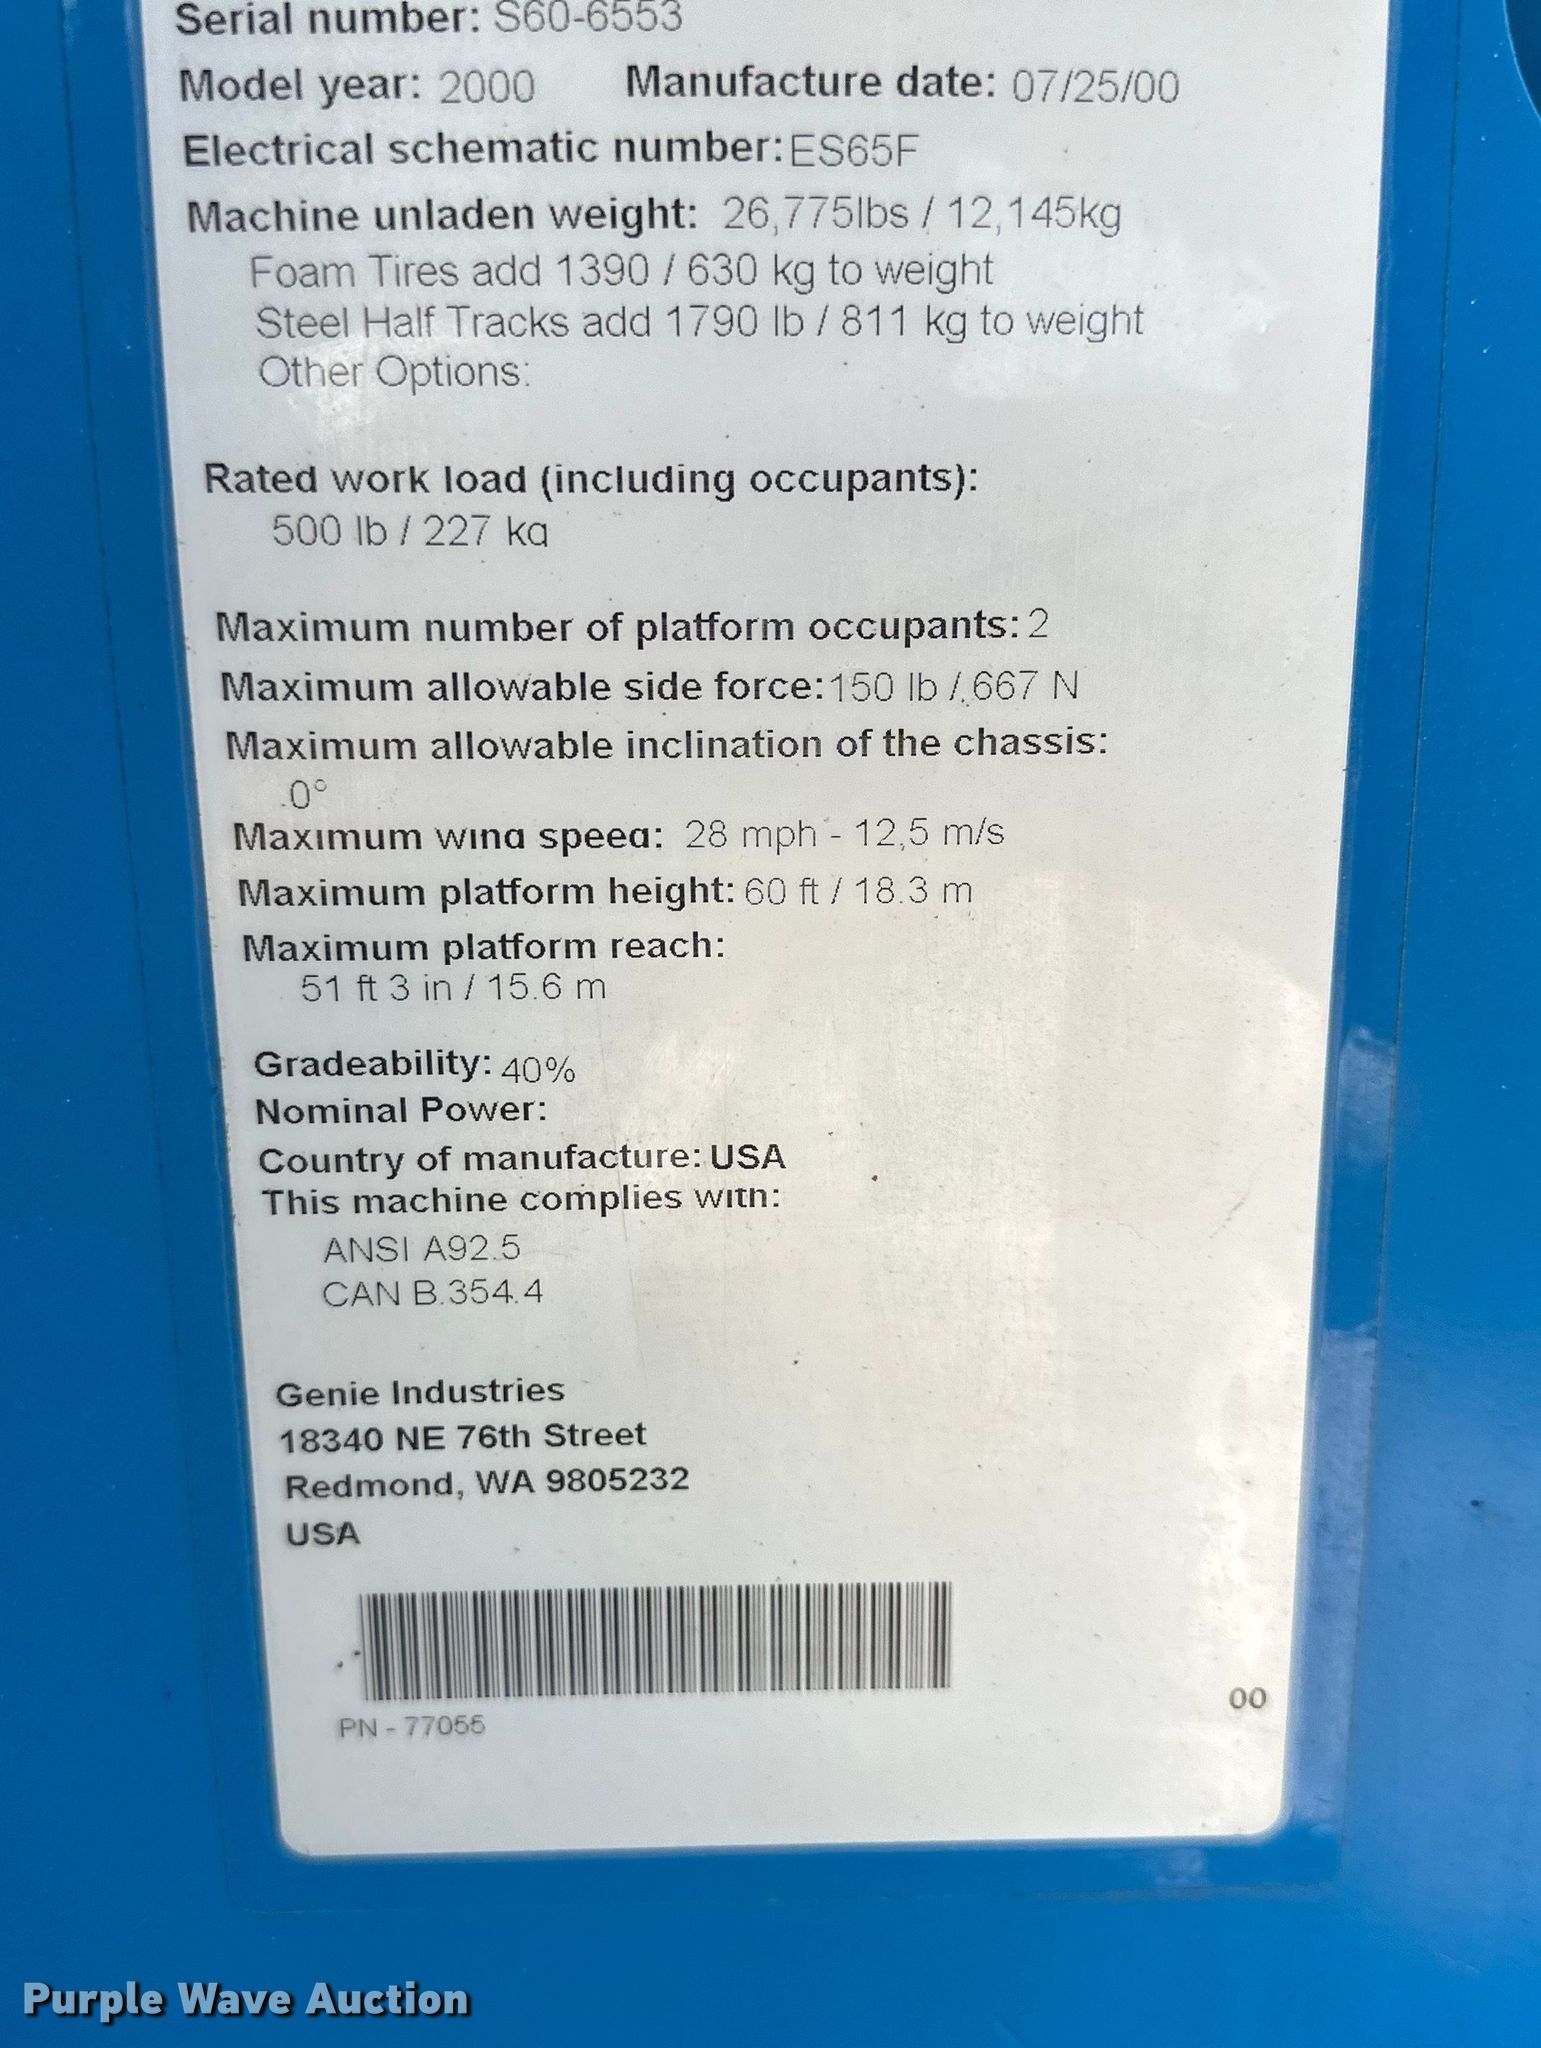 Serial number: S60-6553
Model year: 2000 Manufacture date: 07/25/00
Electrical schematic number: ES65F
Machine unladen weight: 26,775lbs / 12,145kg
Foam Tires add 1390 / 630 kg to weight
Steel Half Tracks add 1790 lb / 811 kg to weight
Other Options:
Rated work load (including occupants):
500 lb / 227 kg
Maximum number of platform occupants: 2
Maximum allowable side force: 150 lb / 667 N
Maximum allowable inclination of the chassis:
0°
Maximum wind speed: 28 mph - 12,5 m/s
Maximum platform height: 60 ft / 18.3 m
Maximum platform reach:
51 ft 3 in / 15.6 m
Gradeability: 40%
Nominal Power:
Country of manufacture: USA
This machine complies with:
ANSI A92.5
CAN B.354.4
Genie Industries
18340 NE 76th Street
Redmond, WA 9805232
USA
PN - 77055
00
Purple Wave Auction